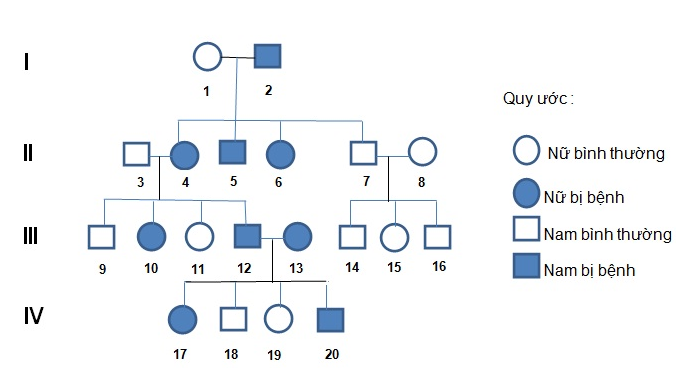 I
1 2
Quy ước :
II
3 4 5 6 7 8
Nữ bình thường
Nữ bị bệnh
III
Nam bình thường
9 10 11 12 13 14 15 16
Nam bị bệnh
IV
17 18 19 20